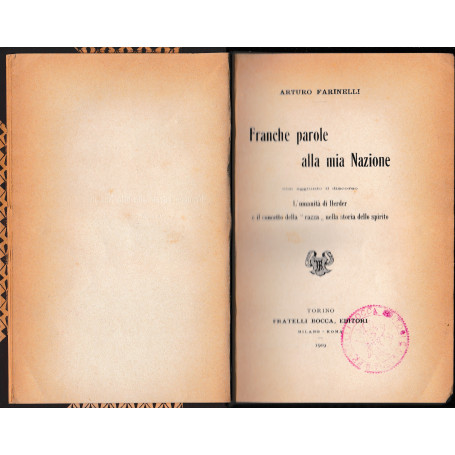 ARTURO FARINELLI
Franche parole
alla mia Nazione
con aggiunto il discorso
L'umanità di Herder
e il concetto della "razza„ nella storia dello spirito
TORINO
FRATELLI BOCCA, EDITORI
MILANO - ROMA